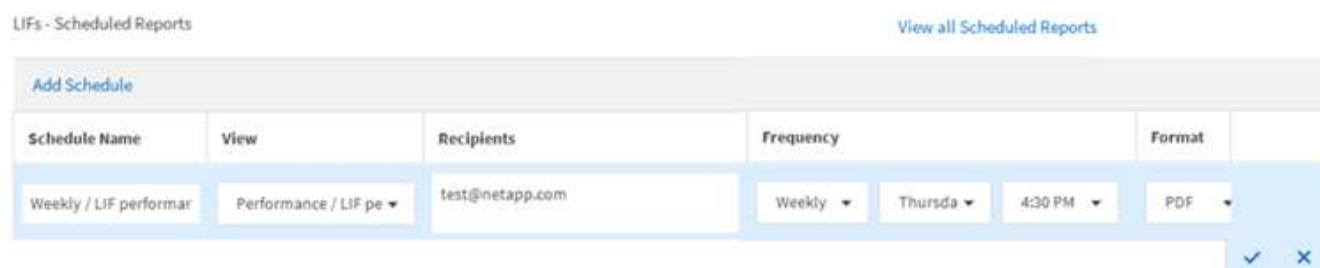 LIFs - Scheduled Reports View all Scheduled Reports
Add Schedule
Schedule Name View Recipients Frequency Format
Weekly / LIF performar Performance / LIF pe test@netapp.com Weekly Thursda 4:30 PM PDF